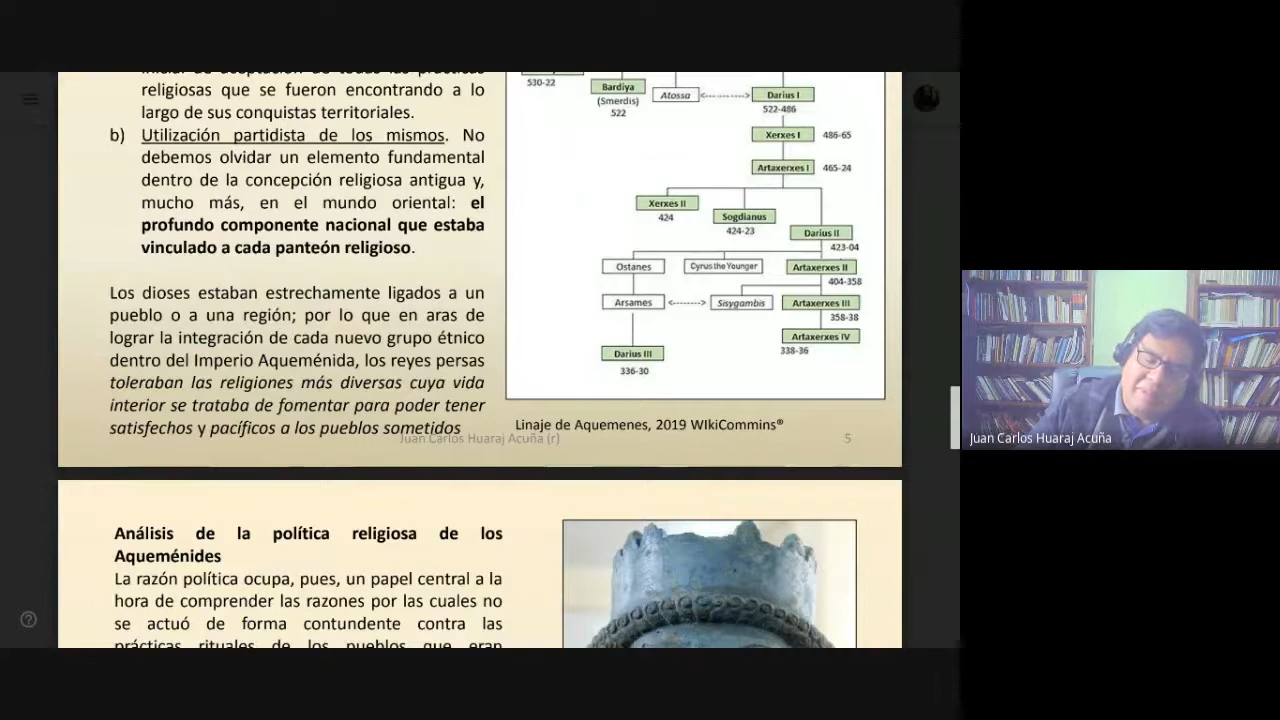 religiosas que se fueron encontrando a lo
largo de sus conquistas territoriales.
b) Utilización partidista de los mismos. No
debemos olvidar un elemento fundamental
dentro de la concepción religiosa antigua y,
mucho más, en el mundo oriental: el
profundo componente nacional que estaba
vinculado a cada panteón religioso.
Los dioses estaban estrechamente ligados a un
pueblo o a una región; por lo que en aras de
lograr la integración de cada nuevo grupo étnico
dentro del Imperio Aqueménida, los reyes persas
toleraban las religiones más diversas cuya vida
interior se trataba de fomentar para poder tener
satisfechos y pacíficos a los pueblos sometidos
530-22
Bardiya
(Smerdis)
522
Atossa
Darius I
522-486
Xerxes I 486-65
Artaxerxes I 465-24
Xerxes II
424
Sogdianus
424-23
Darius II
423-04
Ostanes
Cyrus the Younger
Artaxerxes II
404-358
Arsames
Sisygambis
Artaxerxes III
358-38
Artaxerxes IV
338-36
Darius III
336-30
Linaje de Aquemenes, 2019 WIkiCommins®
Juan Carlos Huaraj Acuña (r)
5
Análisis de la política religiosa de los
Aqueménides
La razón política ocupa, pues, un papel central a la
hora de comprender las razones por las cuales no
se actuó de forma contundente contra las
prácticas rituales de los pueblos que eran
Juan Carlos Huaraj Acuña